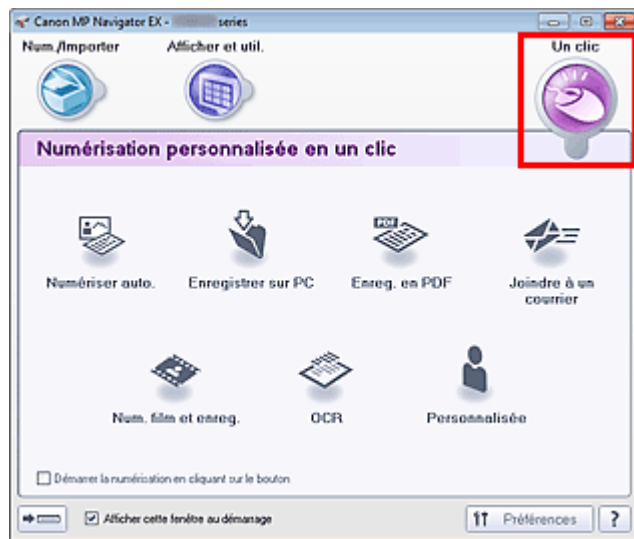 Canon MP Navigator EX - series
Num./Importer
Afficher et util.
Un clic
Numérisation personnalisée en un clic
PDF
Numériser auto.
Enregistrer sur PC
Enreg. en PDF
Joindre à un
courrier
Num. film et enreg.
OCR
Personnalisée
Démarrer la numérisation en cliquant sur le bouton
Afficher cette fenêtre au démarrage
Préférences
?